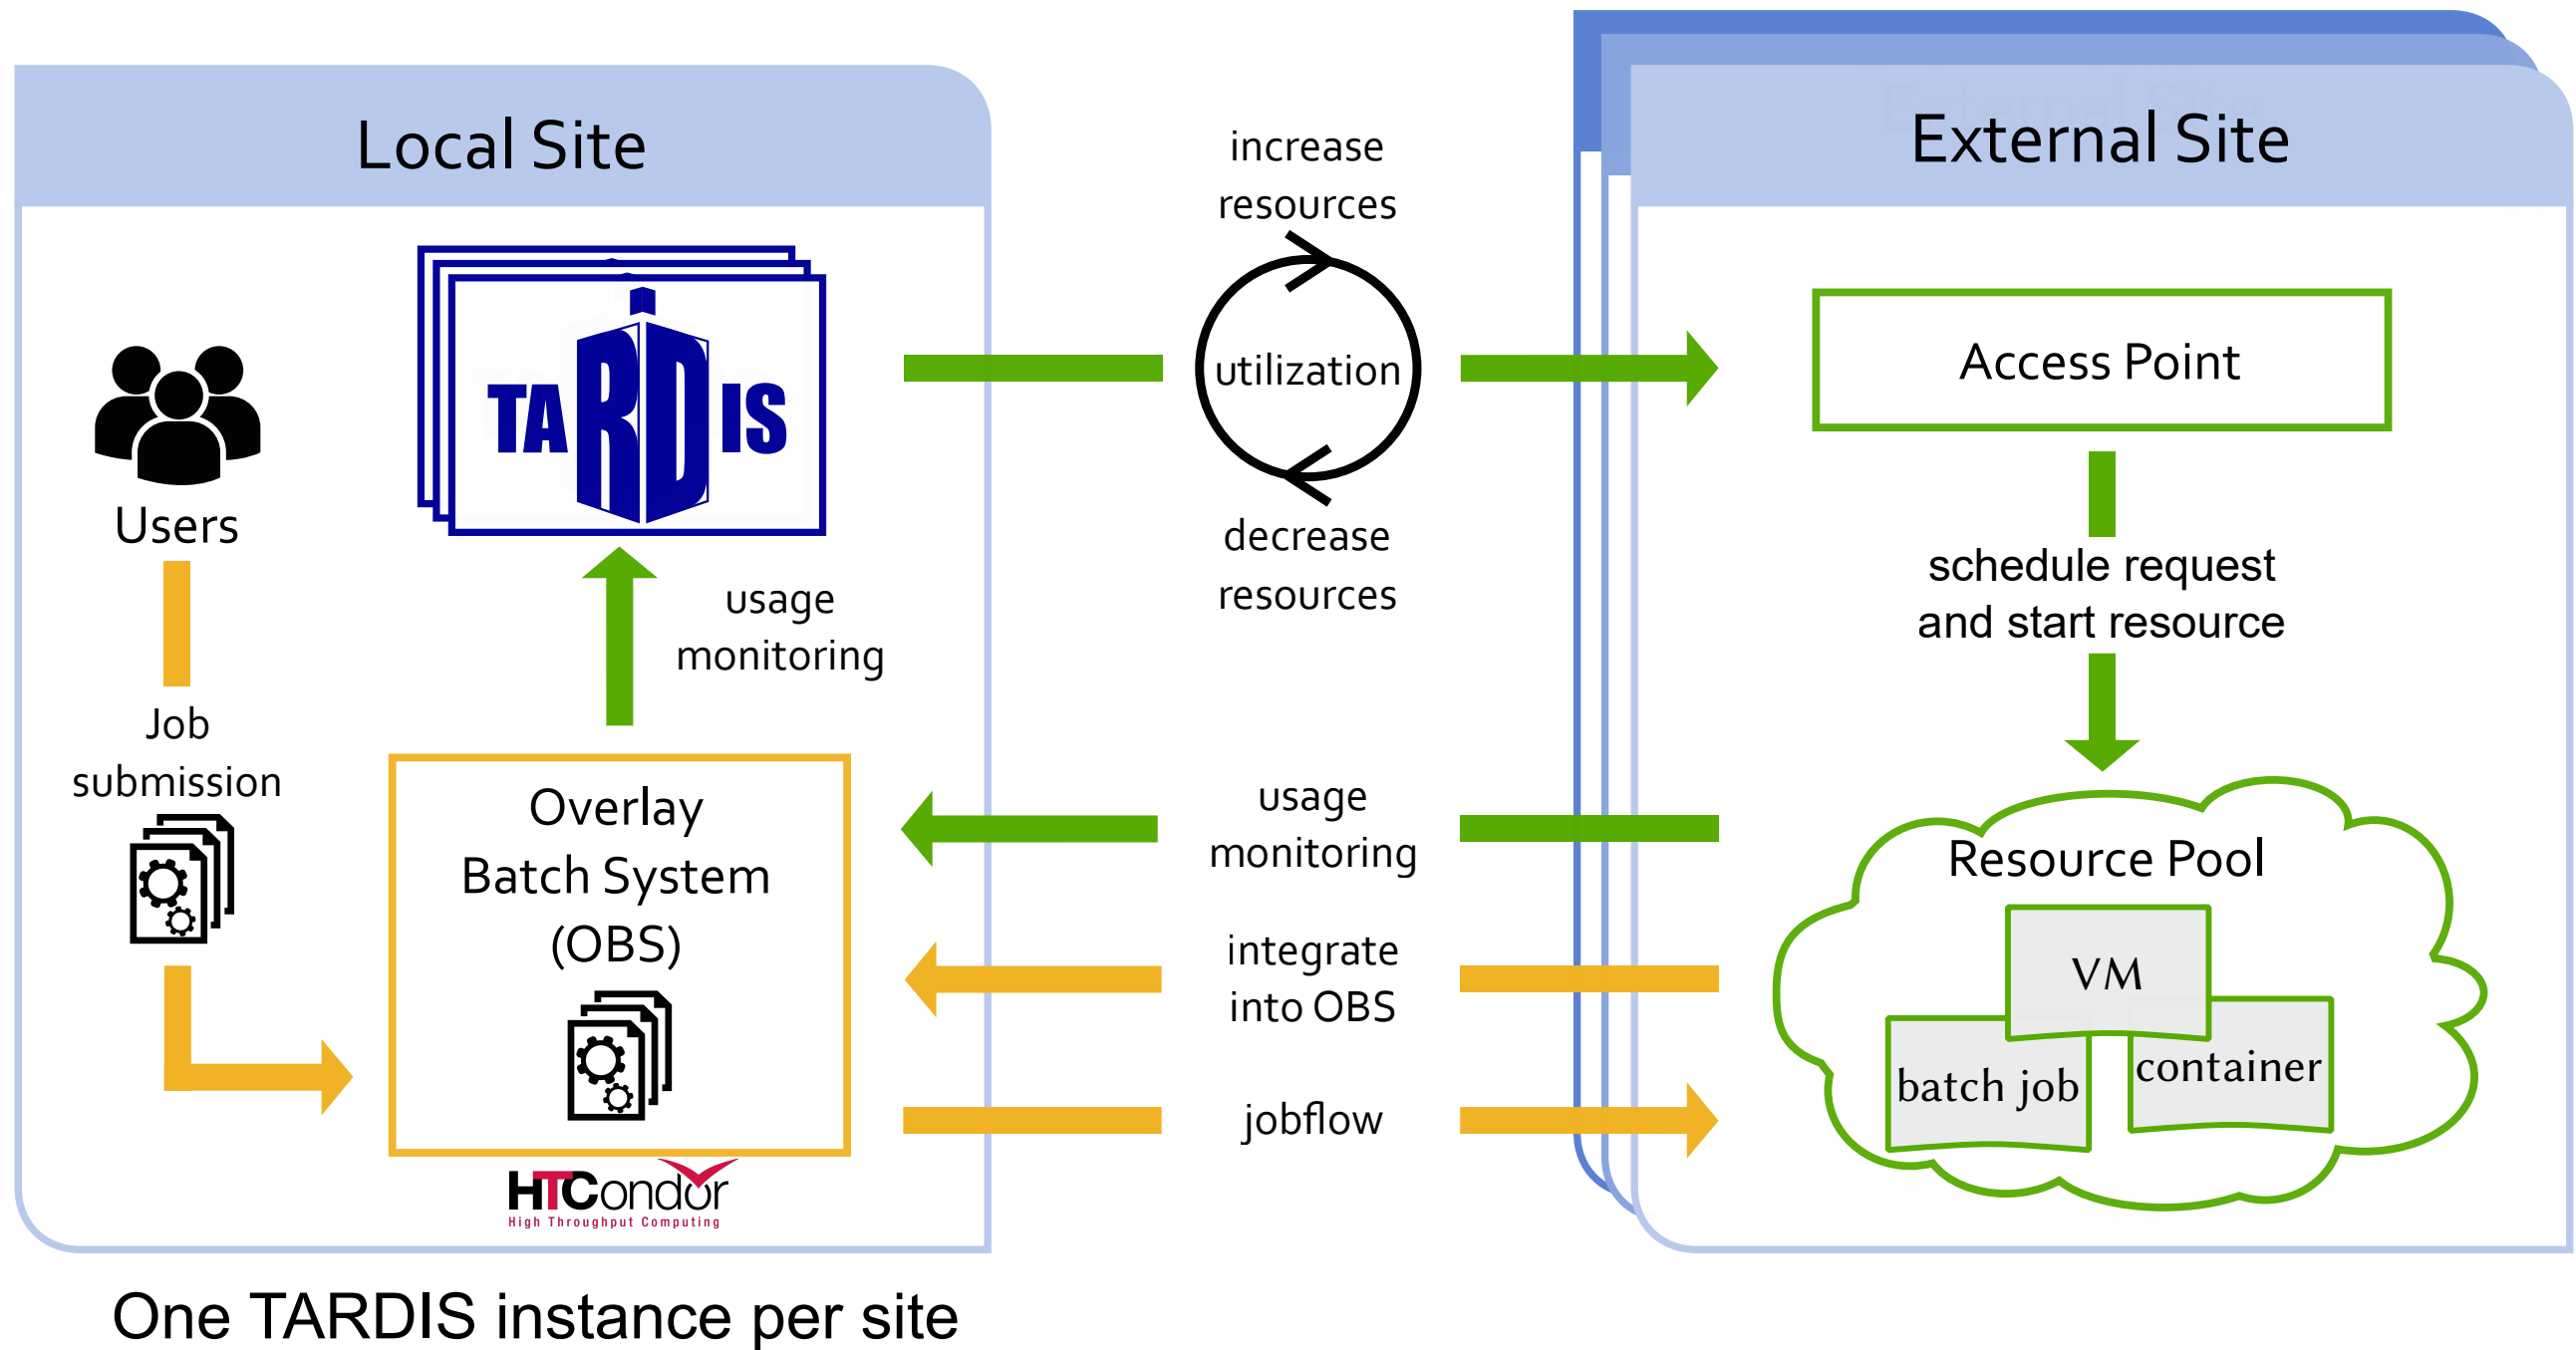 Local Site
External Site
increase
resources
utilization
decrease
resources
TARDIS
Users
usage
monitoring
Job
submission
Overlay
Batch System
(OBS)
HTCondor
High Throughput Computing
Access Point
schedule request
and start resource
usage
monitoring
integrate
into OBS
jobflow
Resource Pool
VM
batch job
container
One TARDIS instance per site